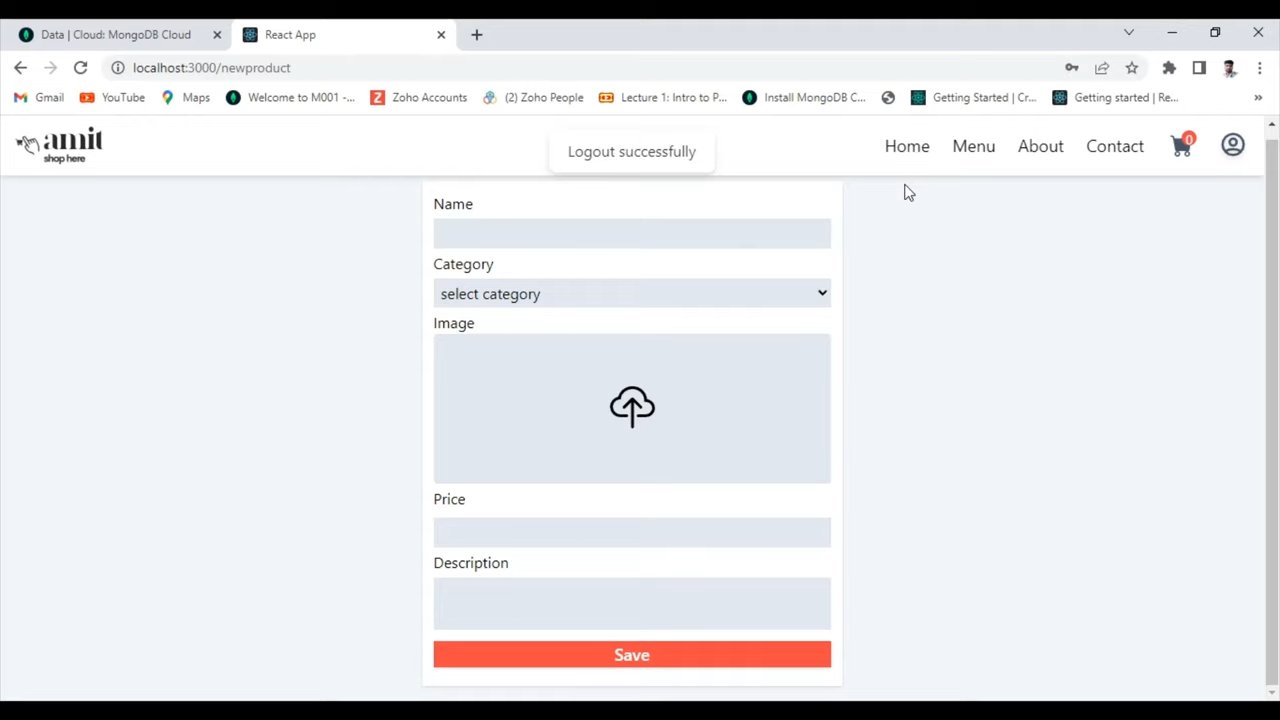 Data | Cloud: MongoDB Cloud
React App
localhost:3000/newproduct
Gmail
YouTube
Maps
Welcome to M001 -...
Zoho Accounts
(2) Zoho People
Lecture 1: Intro to P...
Install MongoDB C...
Getting Started | Cr...
Getting started | Re...
»
amit
shop here
Logout successfully
Home
Menu
About
Contact
0
Name
Category
select category
Image
Price
Description
Save